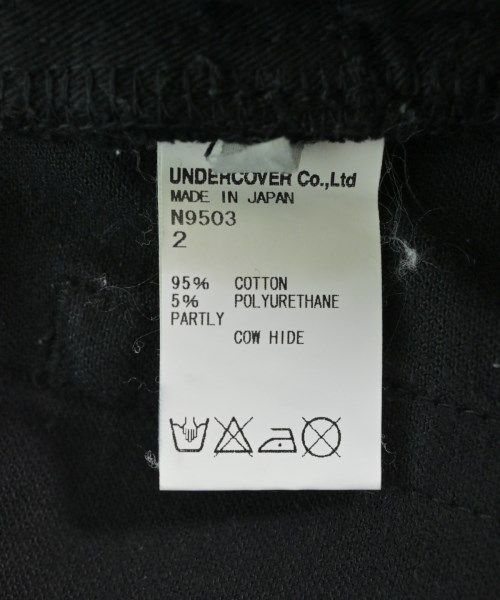 UNDERCOVER Co.,Ltd
MADE IN JAPAN
N9503
2
95% COTTON
5% POLYURETHANE
PARTLY
COW HIDE